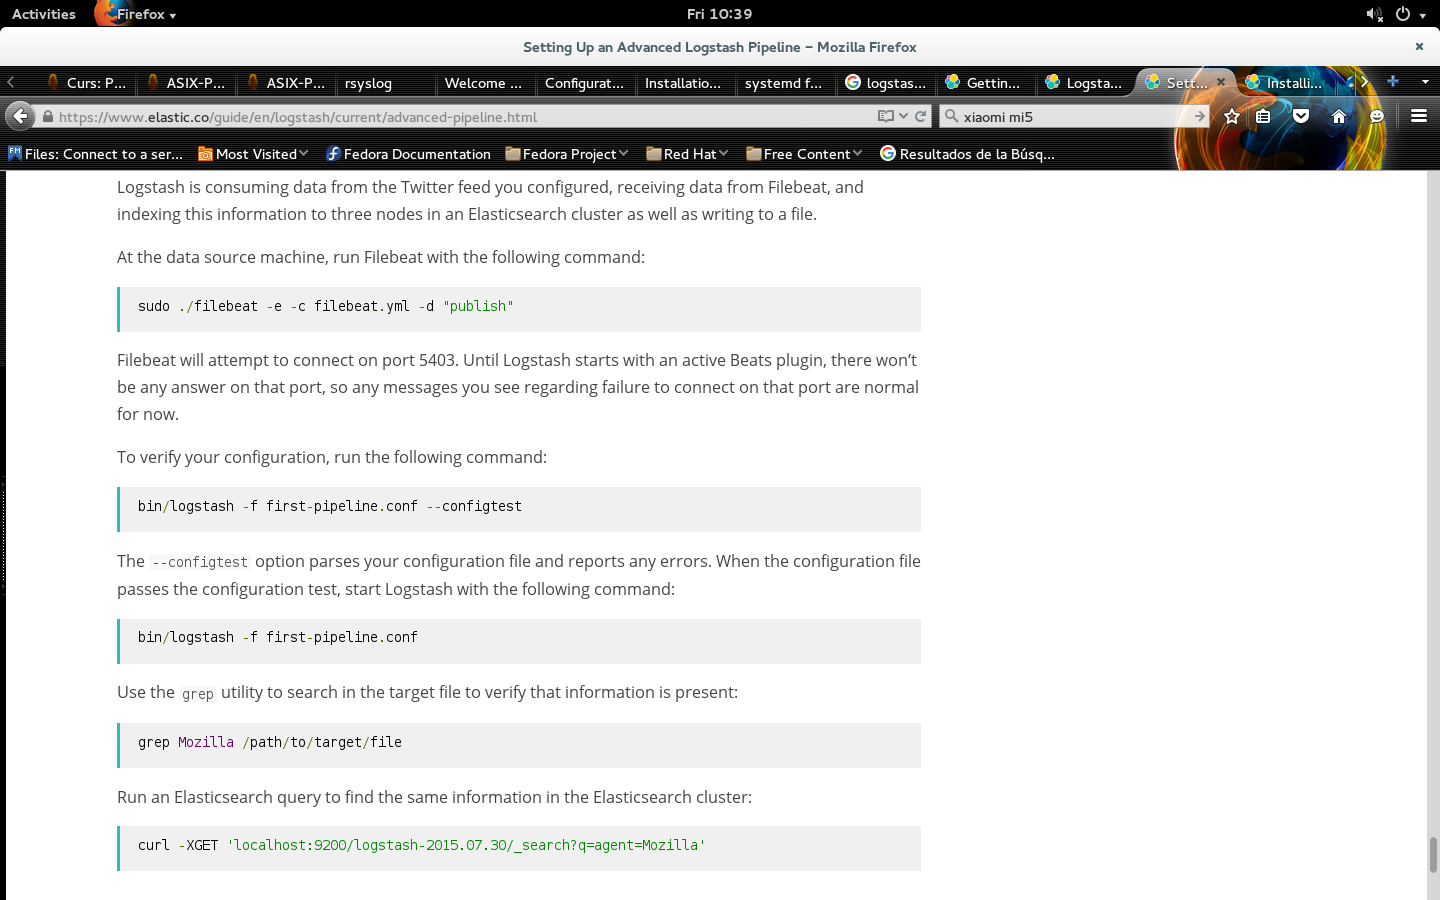 Activities Firefox Fri 10:39
Setting Up an Advanced Logstash Pipeline – Mozilla Firefox
Curs: P... ASIX-P... ASIX-P... rsyslog Welcome ... Configurat... Installatio... systemd f... logstas... Gettin... Logsta... Sett... Installi...
https://www.elastic.co/guide/en/logstash/current/advanced-pipeline.html xiaomi mi5
Files: Connect to a ser... Most Visited Fedora Documentation Fedora Project Red Hat Free Content Resultados de la Búsq...
Logstash is consuming data from the Twitter feed you configured, receiving data from Filebeat, and
indexing this information to three nodes in an Elasticsearch cluster as well as writing to a file.
At the data source machine, run Filebeat with the following command:
sudo ./filebeat -e -c filebeat.yml -d "publish"
Filebeat will attempt to connect on port 5403. Until Logstash starts with an active Beats plugin, there won’t
be any answer on that port, so any messages you see regarding failure to connect on that port are normal
for now.
To verify your configuration, run the following command:
bin/logstash -f first-pipeline.conf --configtest
The --configtest option parses your configuration file and reports any errors. When the configuration file
passes the configuration test, start Logstash with the following command:
bin/logstash -f first-pipeline.conf
Use the grep utility to search in the target file to verify that information is present:
grep Mozilla /path/to/target/file
Run an Elasticsearch query to find the same information in the Elasticsearch cluster:
curl -XGET 'localhost:9200/logstash-2015.07.30/_search?q=agent=Mozilla'